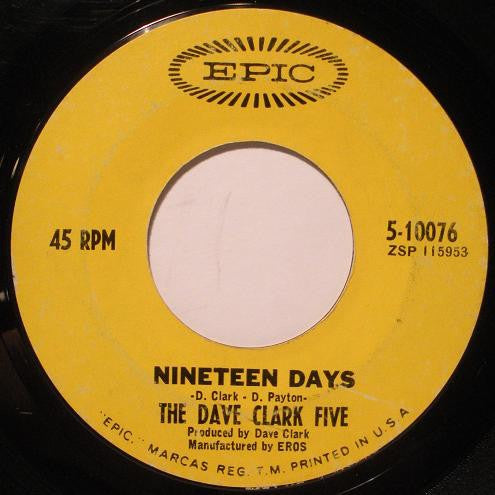 EPIC
45 RPM
5-10076
ZSP 115953
NINETEEN DAYS
-D. Clark - D. Payton-
THE DAVE CLARK FIVE
Produced by Dave Clark
Manufactured by EROS
"EPIC," MARCAS REG. T.M. PRINTED IN U.S.A